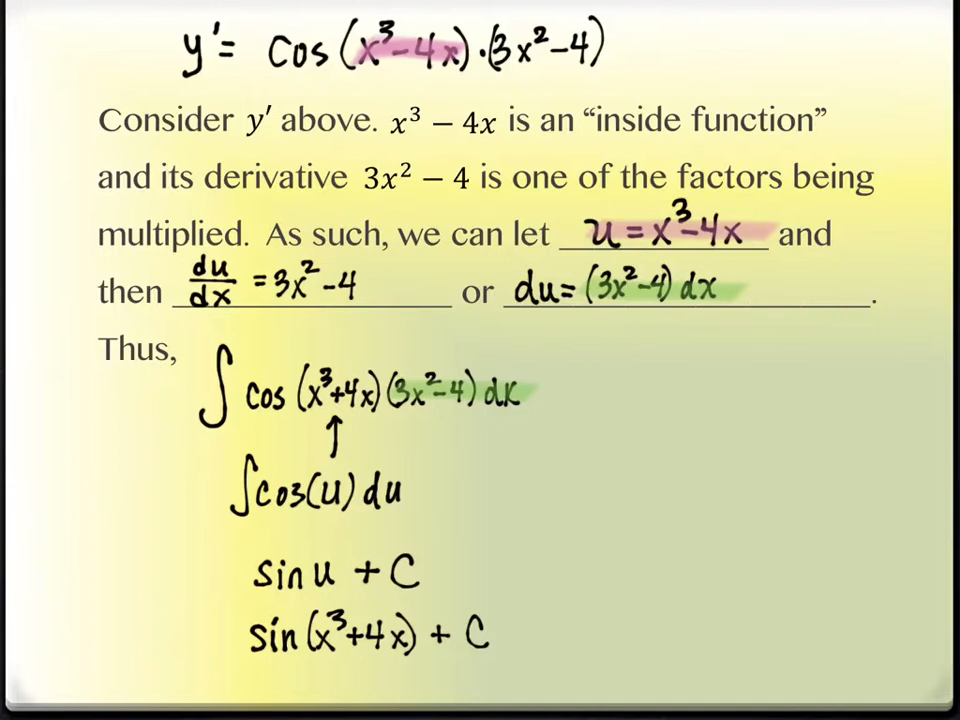 y' = cos(x³-4x)·(3x²-4)
Consider y′ above. x³ − 4x is an “inside function”
and its derivative 3x² − 4 is one of the factors being
multiplied. As such, we can let u = x³-4x and
then du/dx = 3x²-4 or du = (3x²-4) dx.
Thus,
∫ cos (x³+4x)(3x²-4) dx
↑
∫cos(u) du
sin u + C
sin(x³+4x) + C